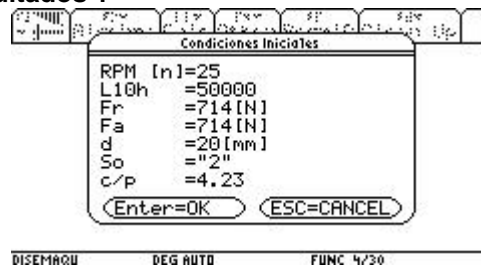 Condiciones Iniciales
RPM [n]=25
L10h =50000
Fr =714[N]
Fa =714[N]
d =20[mm]
So ="2"
c/p =4.23
Enter=OK ESC=CANCEL
DISEMAQU DEG AUTO FUNC 4/30